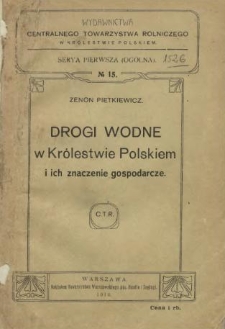 WYDAWNICTWA
CENTRALNEGO TOWARZYSTWA ROLNICZEGO
W KRÓLESTWIE POLSKIEM.
SERYA PIERWSZA (OGÓLNA). 1526
№ 15.
ZENON PIETKIEWICZ.
DROGI WODNE
w Królestwie Polskiem
i ich znaczenie gospodarcze.
C.T.R.
WARSZAWA
Cena 1 rb.